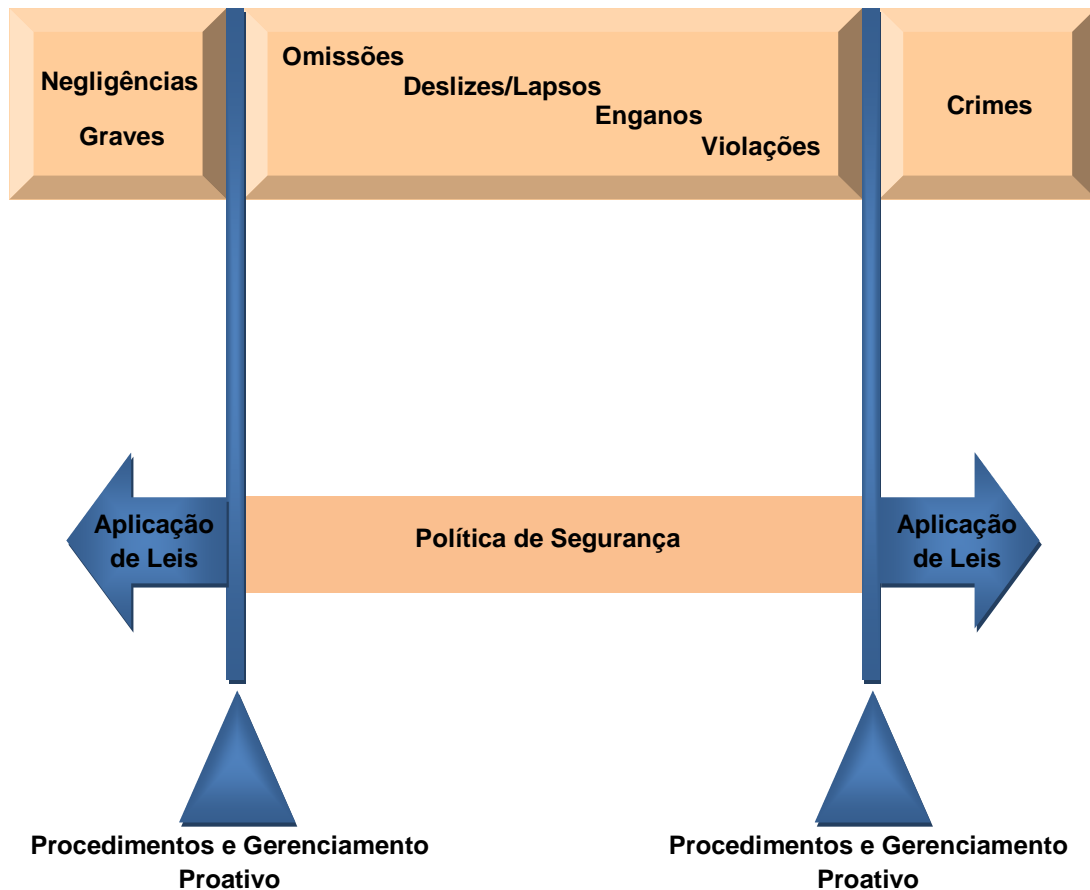 Negligências
Graves
Omissões
Deslizes/Lapsos
Enganos
Violações
Crimes
Aplicação
de Leis
Política de Segurança
Aplicação
de Leis
Procedimentos e Gerenciamento
Proativo
Procedimentos e Gerenciamento
Proativo